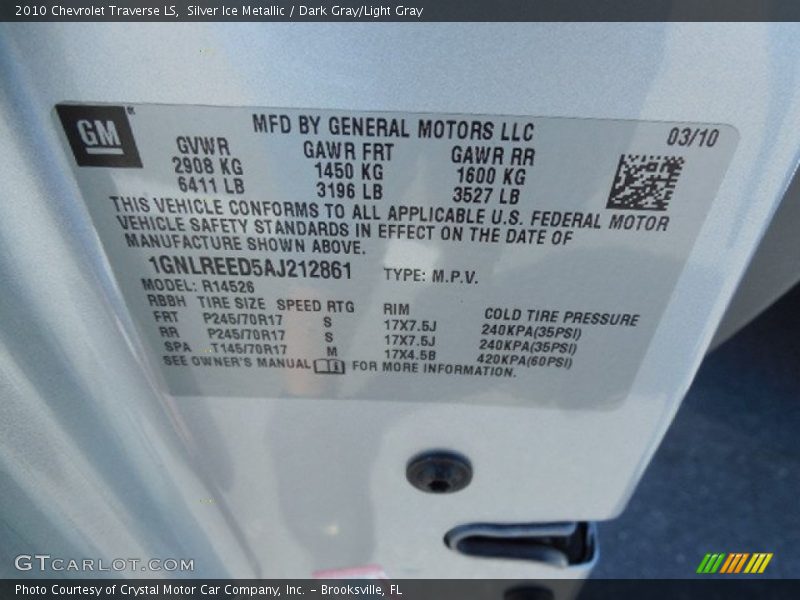 2010 Chevrolet Traverse LS, Silver Ice Metallic / Dark Gray/Light Gray
GM
MFD BY GENERAL MOTORS LLC 03/10
GVWR GAWR FRT GAWR RR
2908 KG 1450 KG 1600 KG
6411 LB 3196 LB 3527 LB
THIS VEHICLE CONFORMS TO ALL APPLICABLE U.S. FEDERAL MOTOR
VEHICLE SAFETY STANDARDS IN EFFECT ON THE DATE OF
MANUFACTURE SHOWN ABOVE.
1GNLREED5AJ212861 TYPE: M.P.V.
MODEL: R14526
RBBH TIRE SIZE SPEED RTG RIM COLD TIRE PRESSURE
FRT P245/70R17 S 17X7.5J 240KPA(35PSI)
RR P245/70R17 S 17X7.5J 240KPA(35PSI)
SPA T145/70R17 M 17X4.5B 420KPA(60PSI)
SEE OWNER'S MANUAL FOR MORE INFORMATION.
GTCARLOT.COM
Photo Courtesy of Crystal Motor Car Company, Inc. - Brooksville, FL